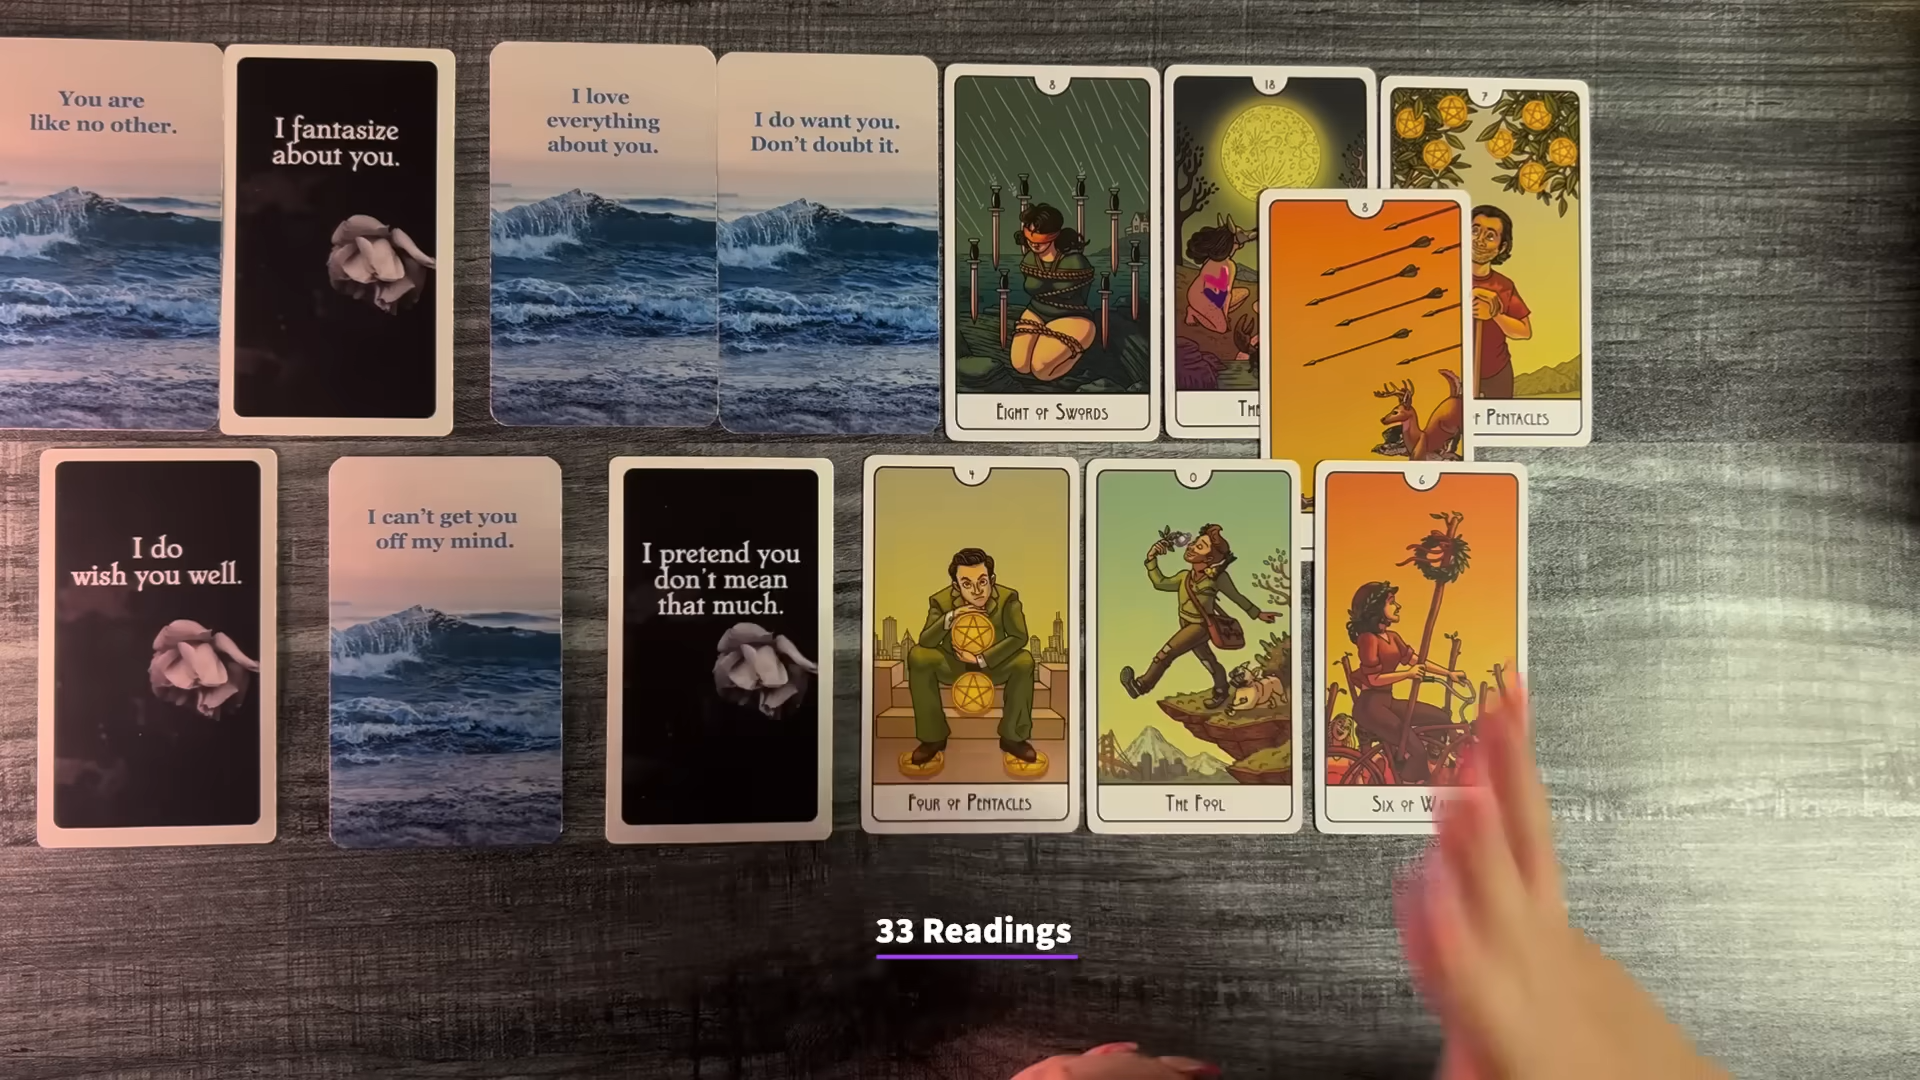 You are
like no other.
I fantasize
about you.
I love
everything
about you.
I do want you.
Don't doubt it.
8
Eight of Swords
18
The
7
of Pentacles
8
I do
wish you well.
I can't get you
off my mind.
I pretend you
don't mean
that much.
4
Four of Pentacles
0
The Fool
6
Six of
33 Readings